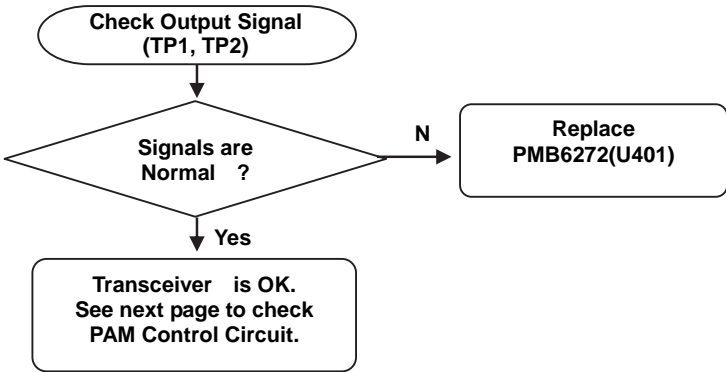 Check Output Signal
(TP1, TP2)
Signals are
Normal ?
N
Replace
PMB6272(U401)
Yes
Transceiver is OK.
See next page to check
PAM Control Circuit.